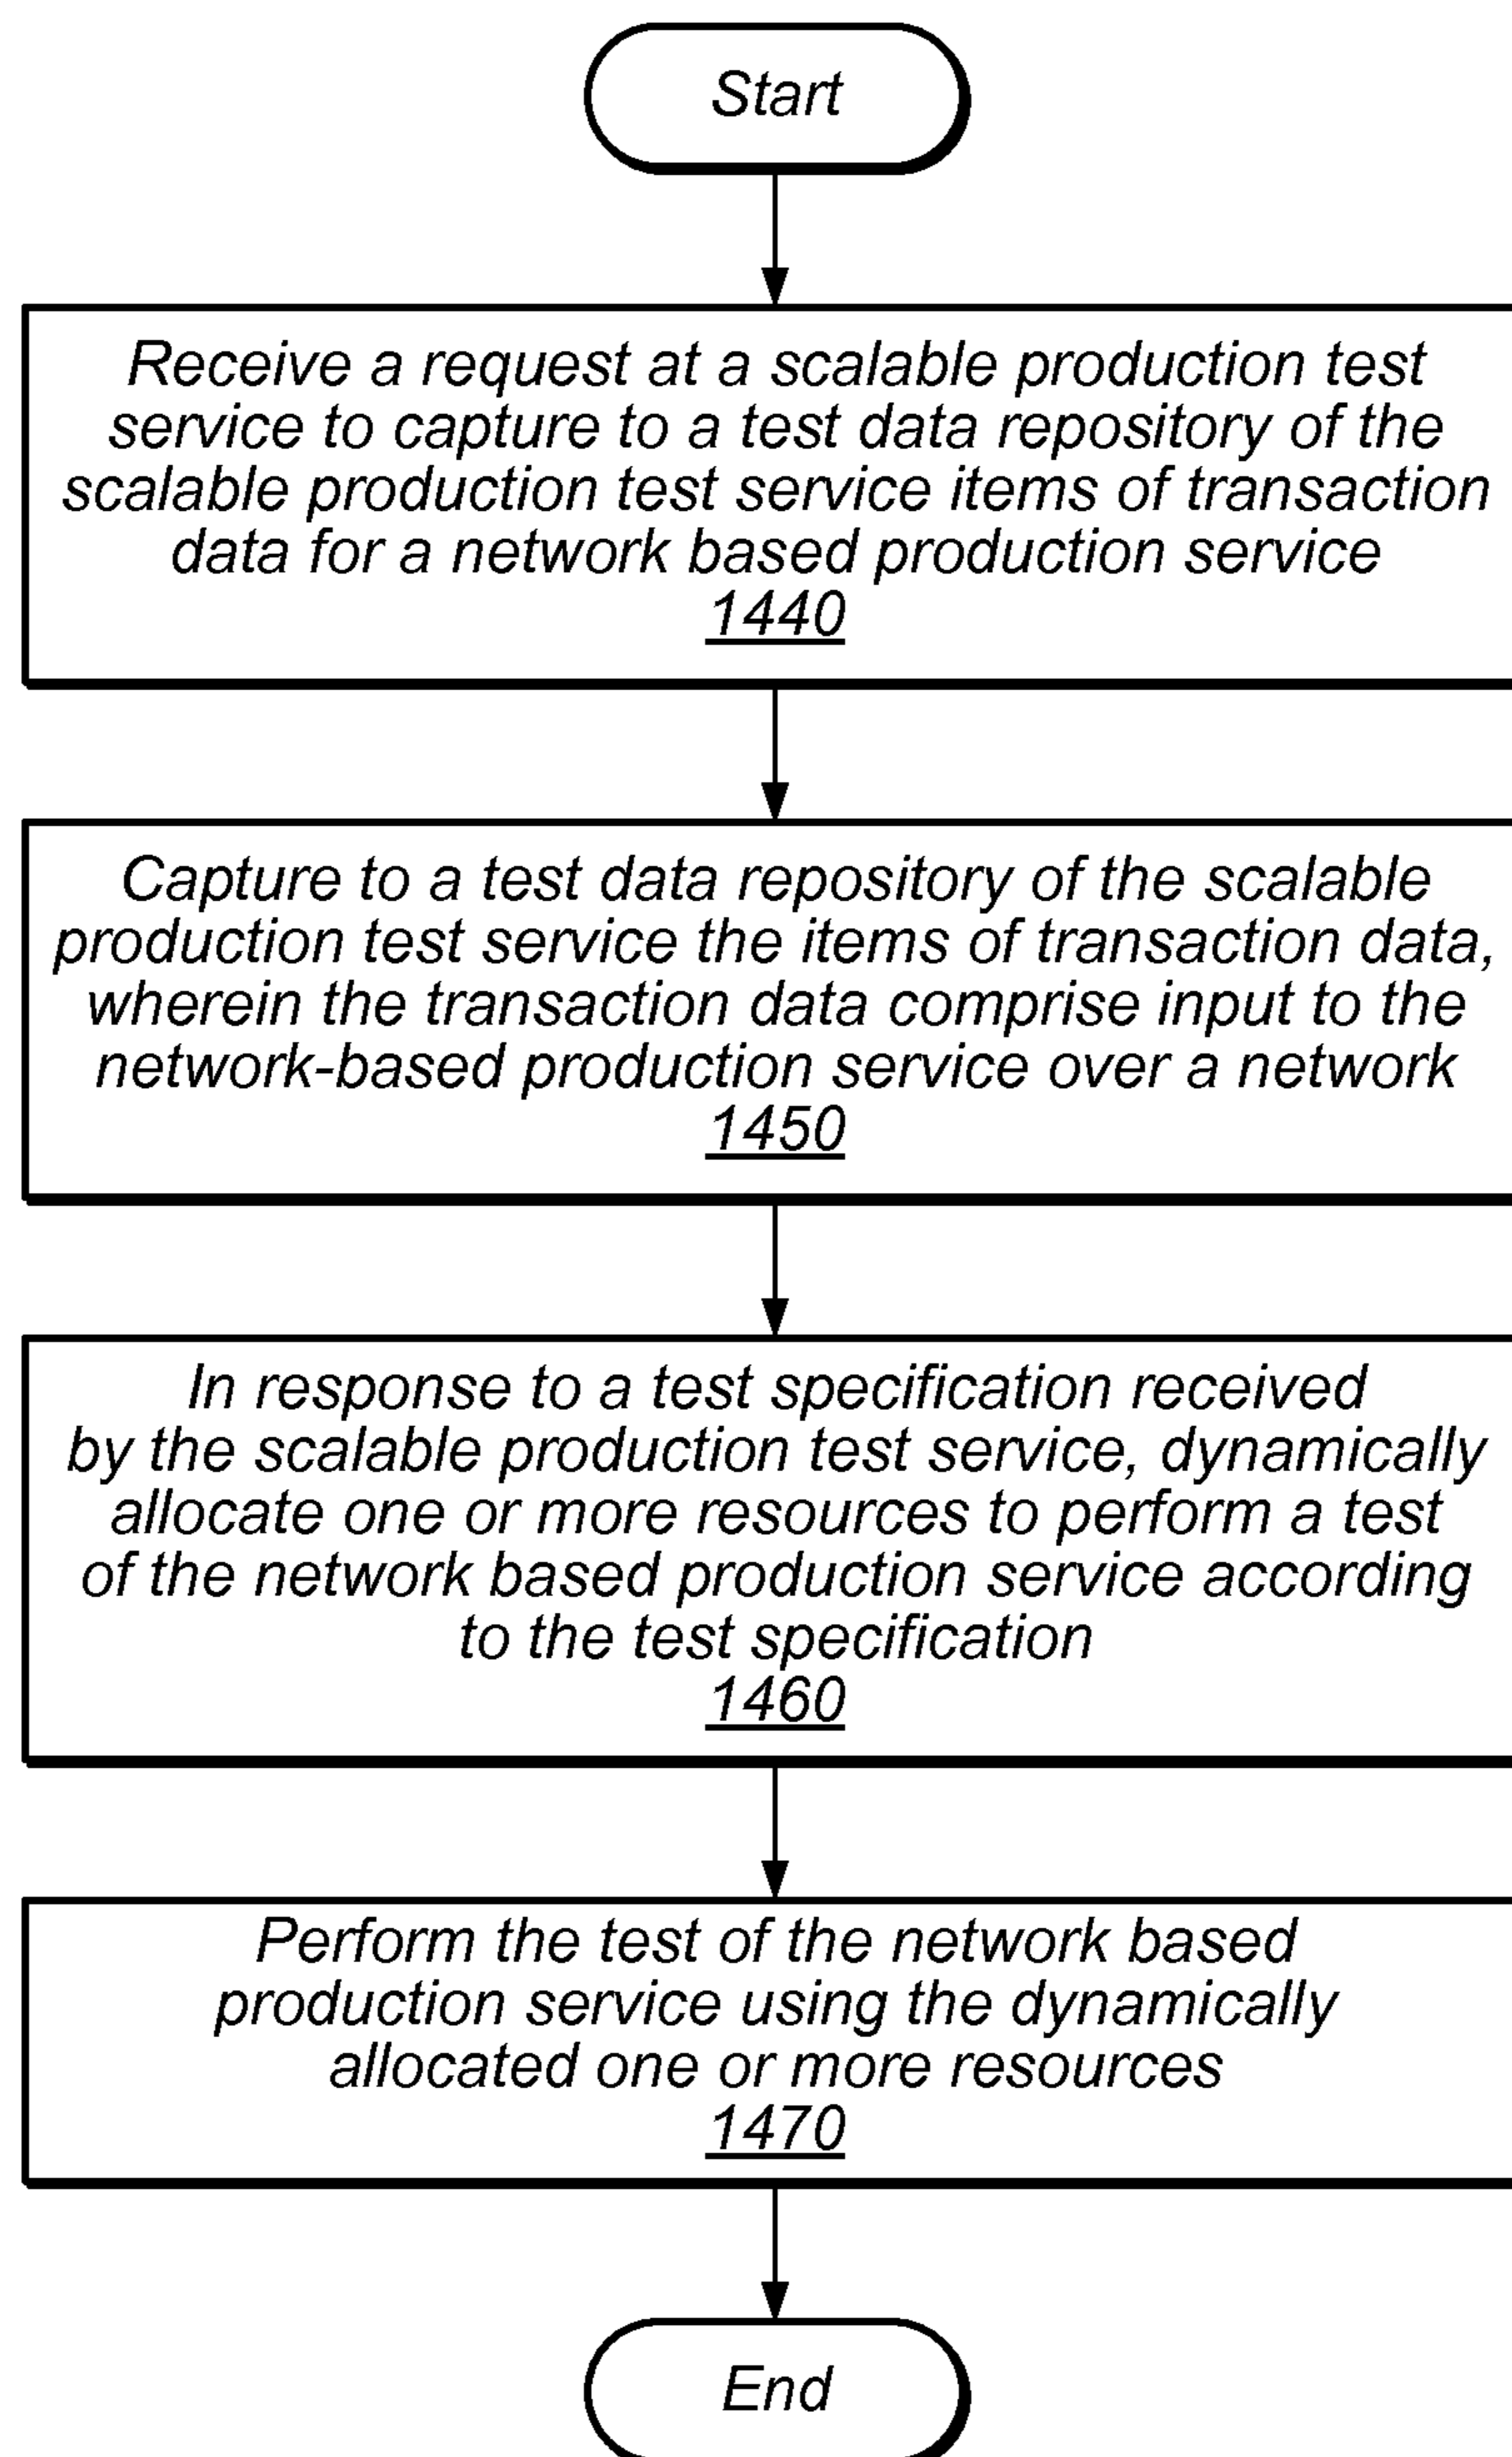 Start
Receive a request at a scalable production test
service to capture to a test data repository of the
scalable production test service items of transaction
data for a network based production service
1440
Capture to a test data repository of the scalable
production test service the items of transaction data,
wherein the transaction data comprise input to the
network-based production service over a network
1450
In response to a test specification received
by the scalable production test service, dynamically
allocate one or more resources to perform a test
of the network based production service according
to the test specification
1460
Perform the test of the network based
production service using the dynamically
allocated one or more resources
1470
End